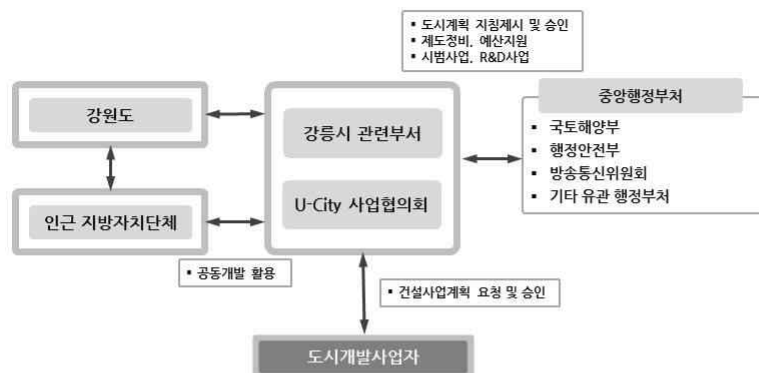 ▪ 도시계획 지침제시 및 승인
▪ 제도정비, 예산지원
▪ 시범사업, R&D사업
강원도
인근 지방자치단체
강릉시 관련부서
U-City 사업협의회
중앙행정부처
▪ 국토해양부
▪ 행정안전부
▪ 방송통신위원회
▪ 기타 유관 행정부처
▪ 공동개발 활용
▪ 건설사업계획 요청 및 승인
도시개발사업자